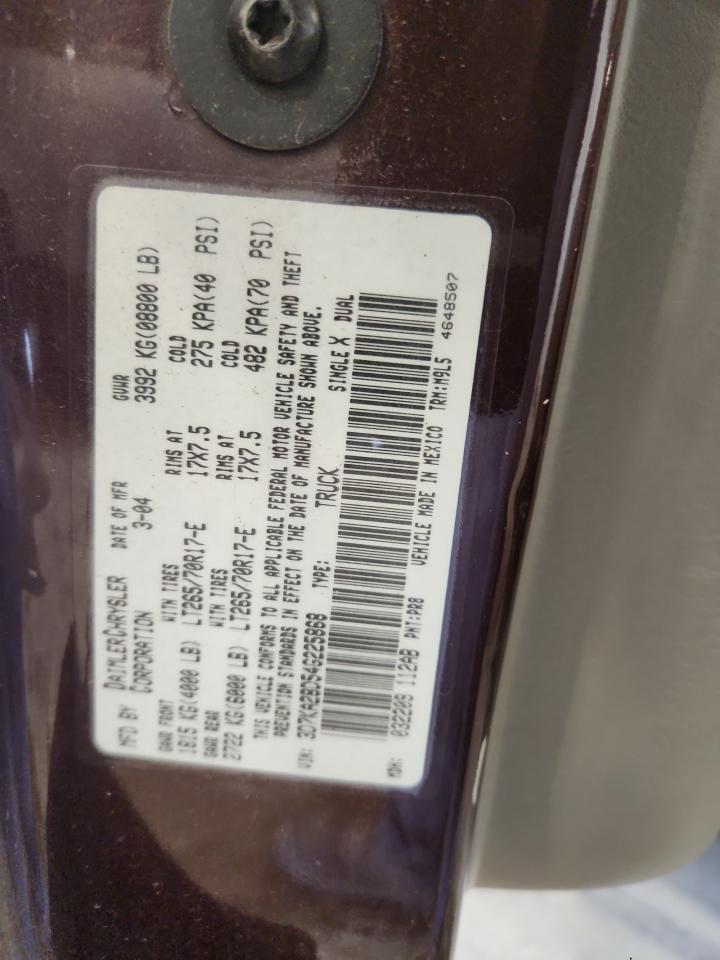 MFD BY DAIMLERCHRYSLER CORPORATION DATE OF MFR 3-04 GVWR 3992 KG(08800 LB)
GAWR FRONT WITH TIRES RIMS AT COLD
1815 KG(4000 LB) LT265/70R17-E 17X7.5 275 KPA(40 PSI)
GAWR REAR WITH TIRES RIMS AT COLD
2722 KG(6000 LB) LT265/70R17-E 17X7.5 482 KPA(70 PSI)
THIS VEHICLE CONFORMS TO ALL APPLICABLE FEDERAL MOTOR VEHICLE SAFETY AND THEFT
PREVENTION STANDARDS IN EFFECT ON THE DATE OF MANUFACTURE SHOWN ABOVE.
VIN: 3D7KA28D54G225868 TYPE: TRUCK SINGLE X DUAL
MDH: 032209 112AB PNT:PR8 VEHICLE MADE IN MEXICO TRM:M9L5 4648507